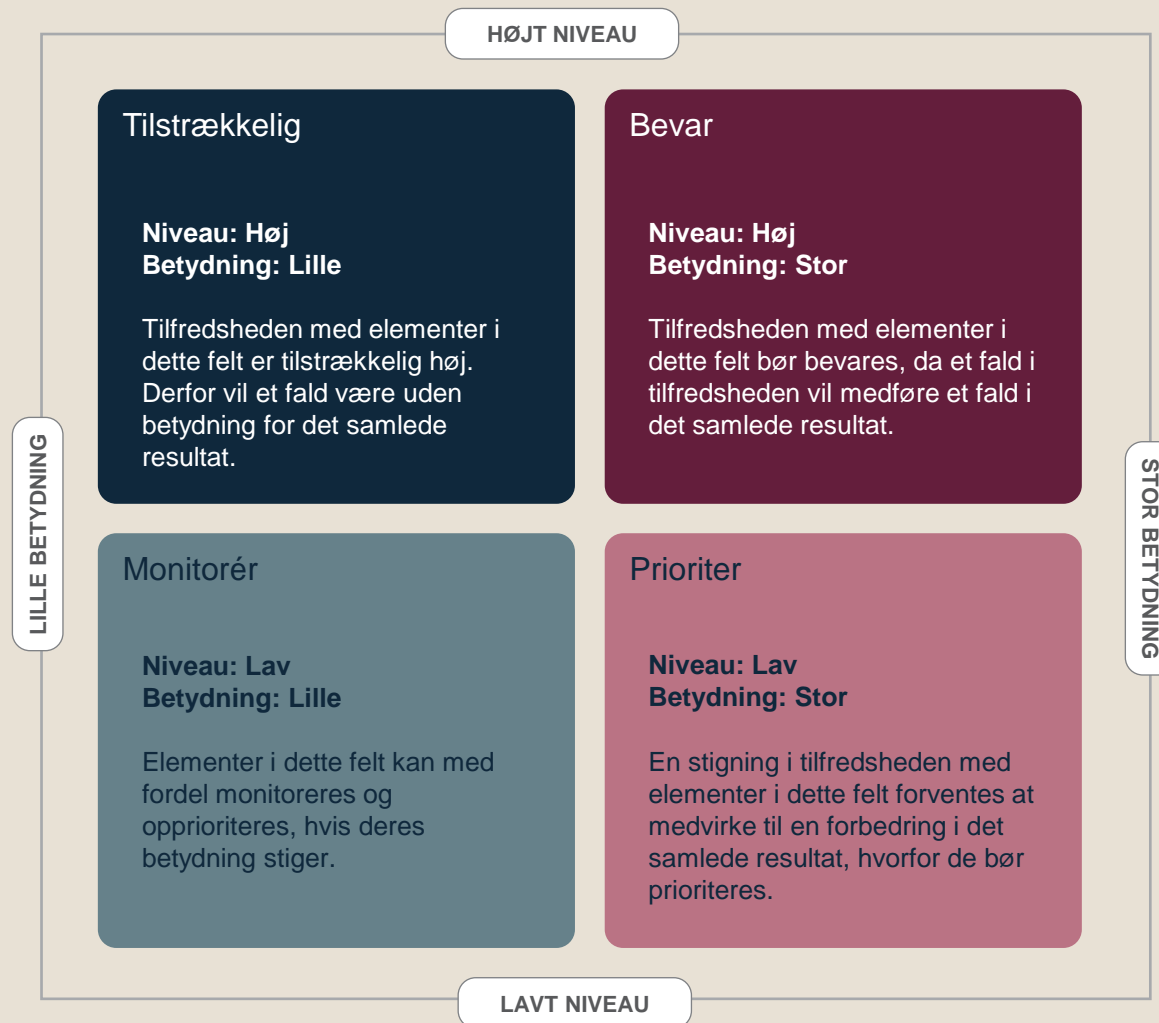 HØJT NIVEAU
Tilstrækkelig
Niveau: Høj
Betydning: Lille
Tilfredsheden med elementer i
dette felt er tilstrækkelig høj.
Derfor vil et fald være uden
betydning for det samlede
resultat.
Bevar
Niveau: Høj
Betydning: Stor
Tilfredsheden med elementer i
dette felt bør bevares, da et fald i
tilfredsheden vil medføre et fald i
det samlede resultat.
LILLE BETYDNING
STOR BETYDNING
Monitorér
Niveau: Lav
Betydning: Lille
Elementer i dette felt kan med
fordel monitoreres og
opprioriteres, hvis deres
betydning stiger.
Prioriter
Niveau: Lav
Betydning: Stor
En stigning i tilfredsheden med
elementer i dette felt forventes at
medvirke til en forbedring i det
samlede resultat, hvorfor de bør
prioriteres.
LAVT NIVEAU